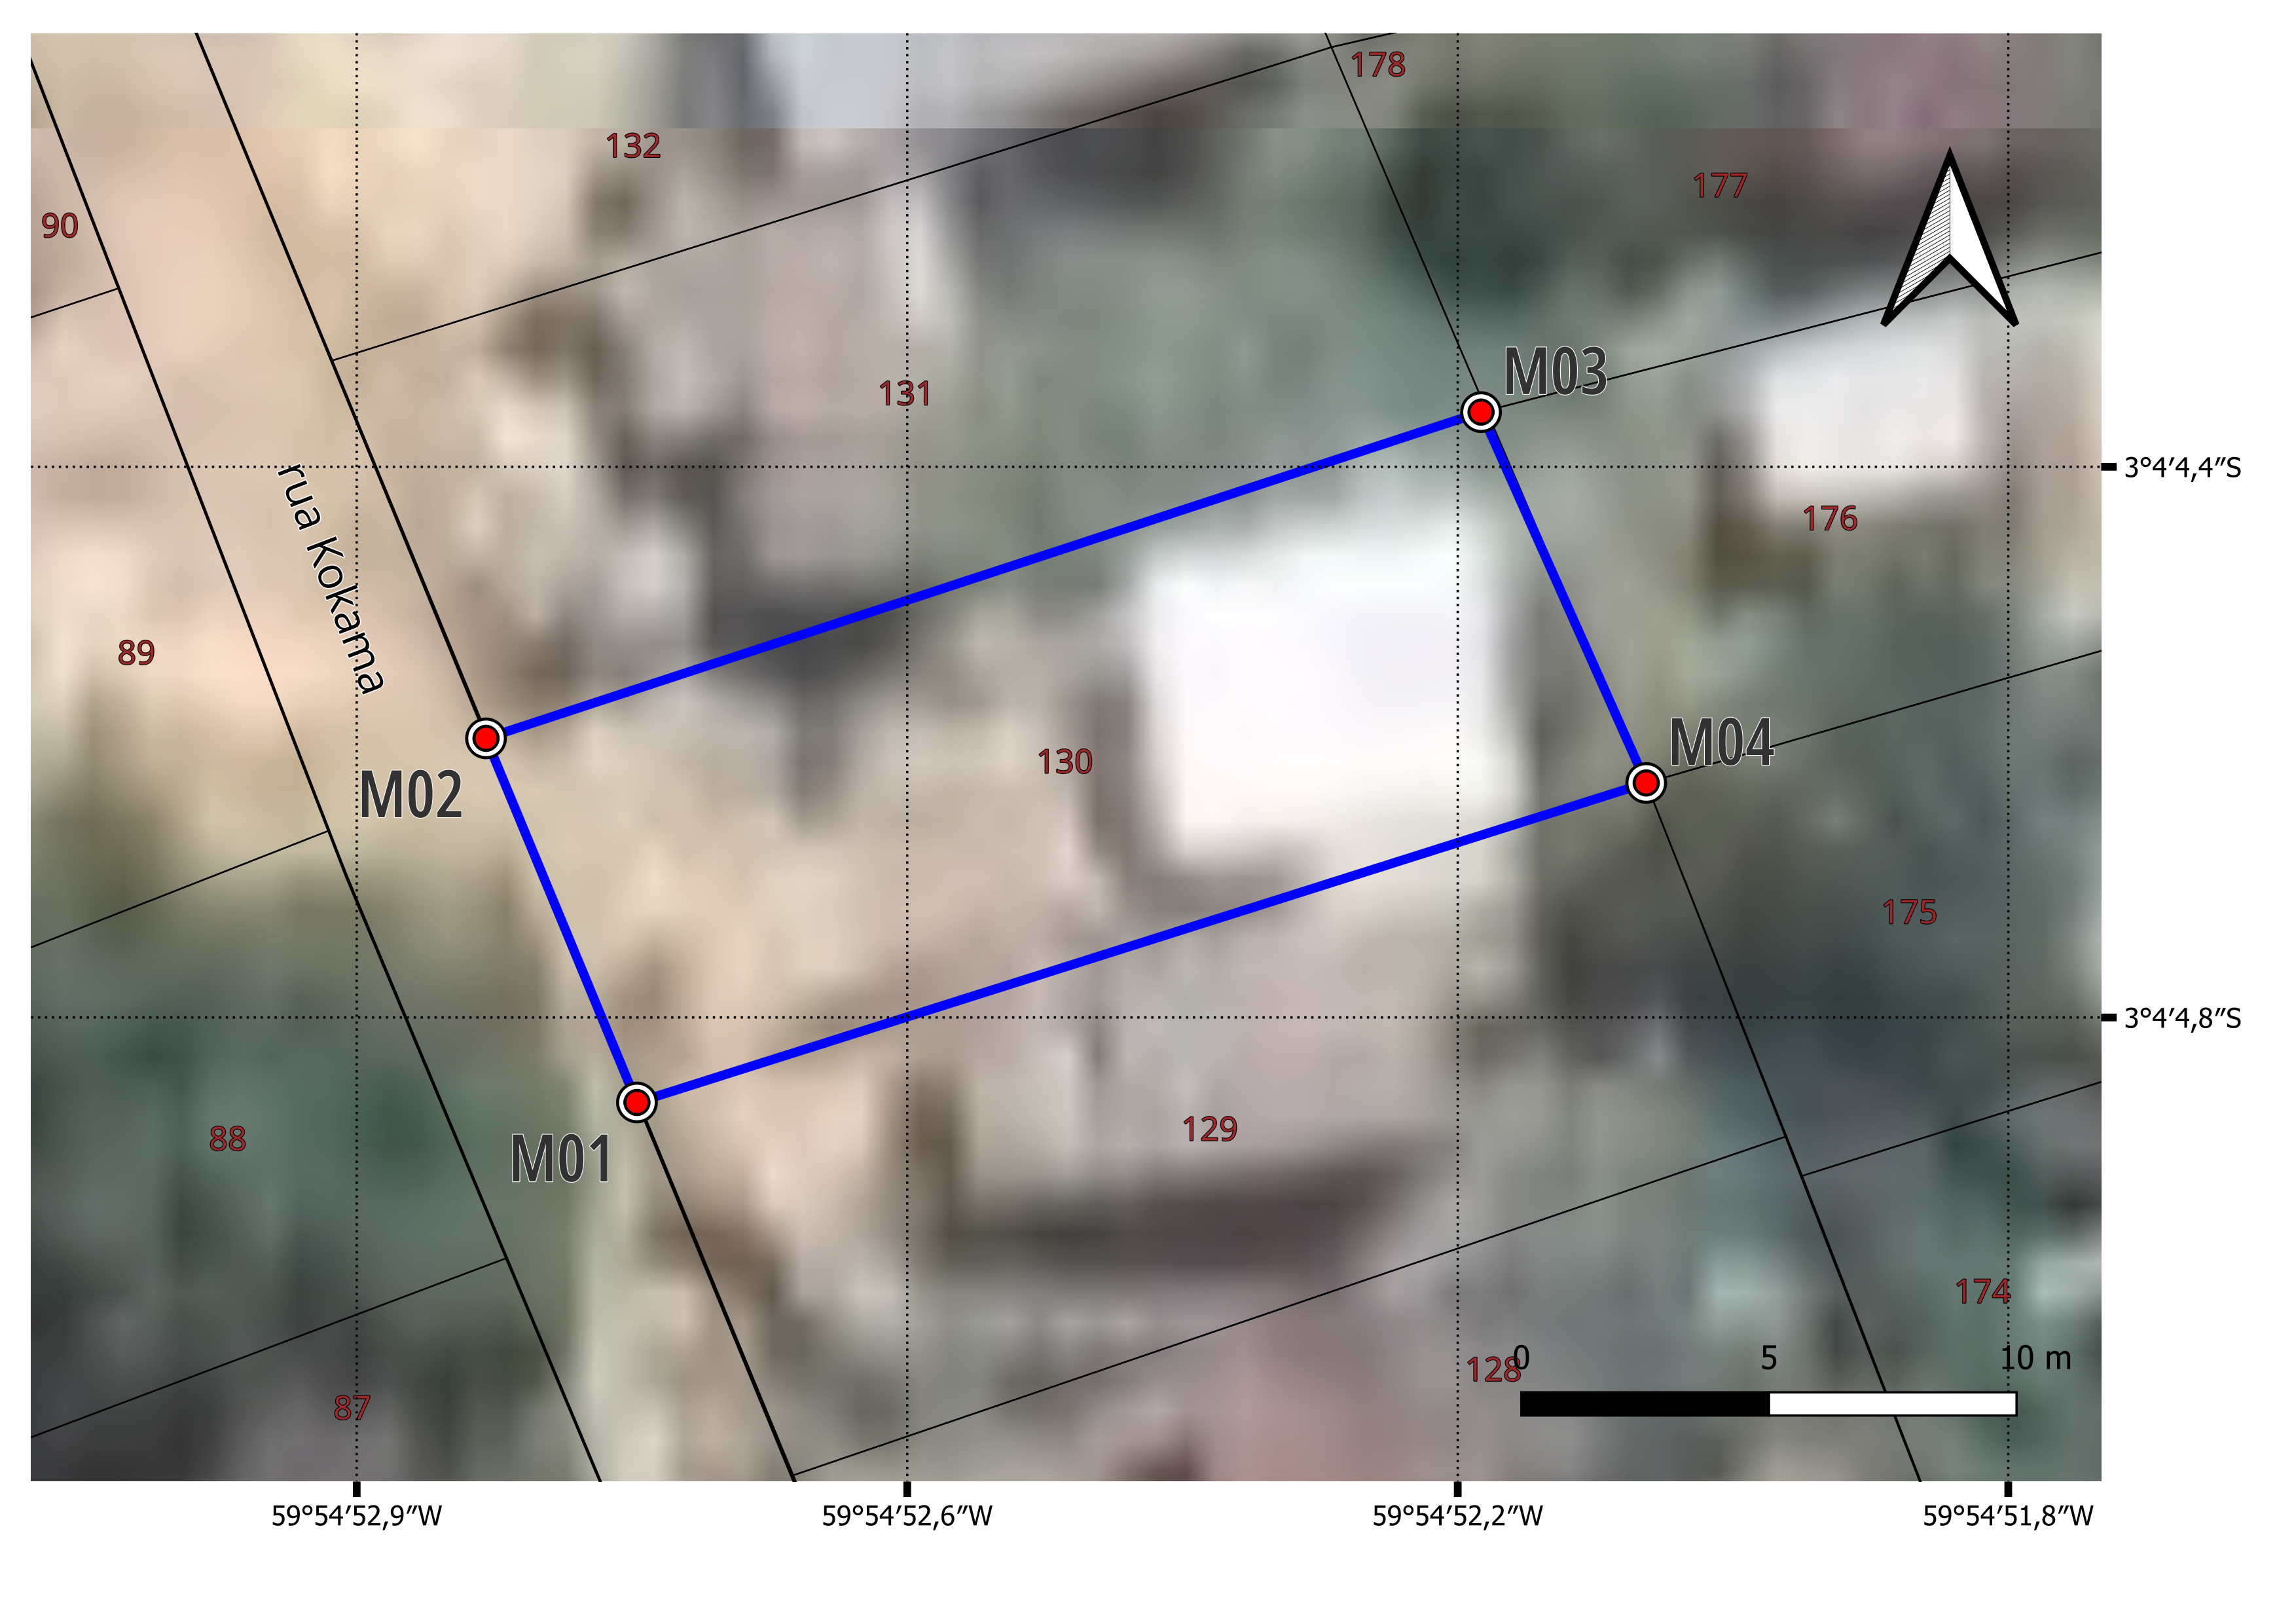 178
132
177
90
M03
131
3°4′4,4″S
rua Kokama
176
89
M04
130
M02
175
3°4′4,8″S
129
88
M01
174
0 5 10 m
128
87
59°54′52,9″W 59°54′52,6″W 59°54′52,2″W 59°54′51,8″W